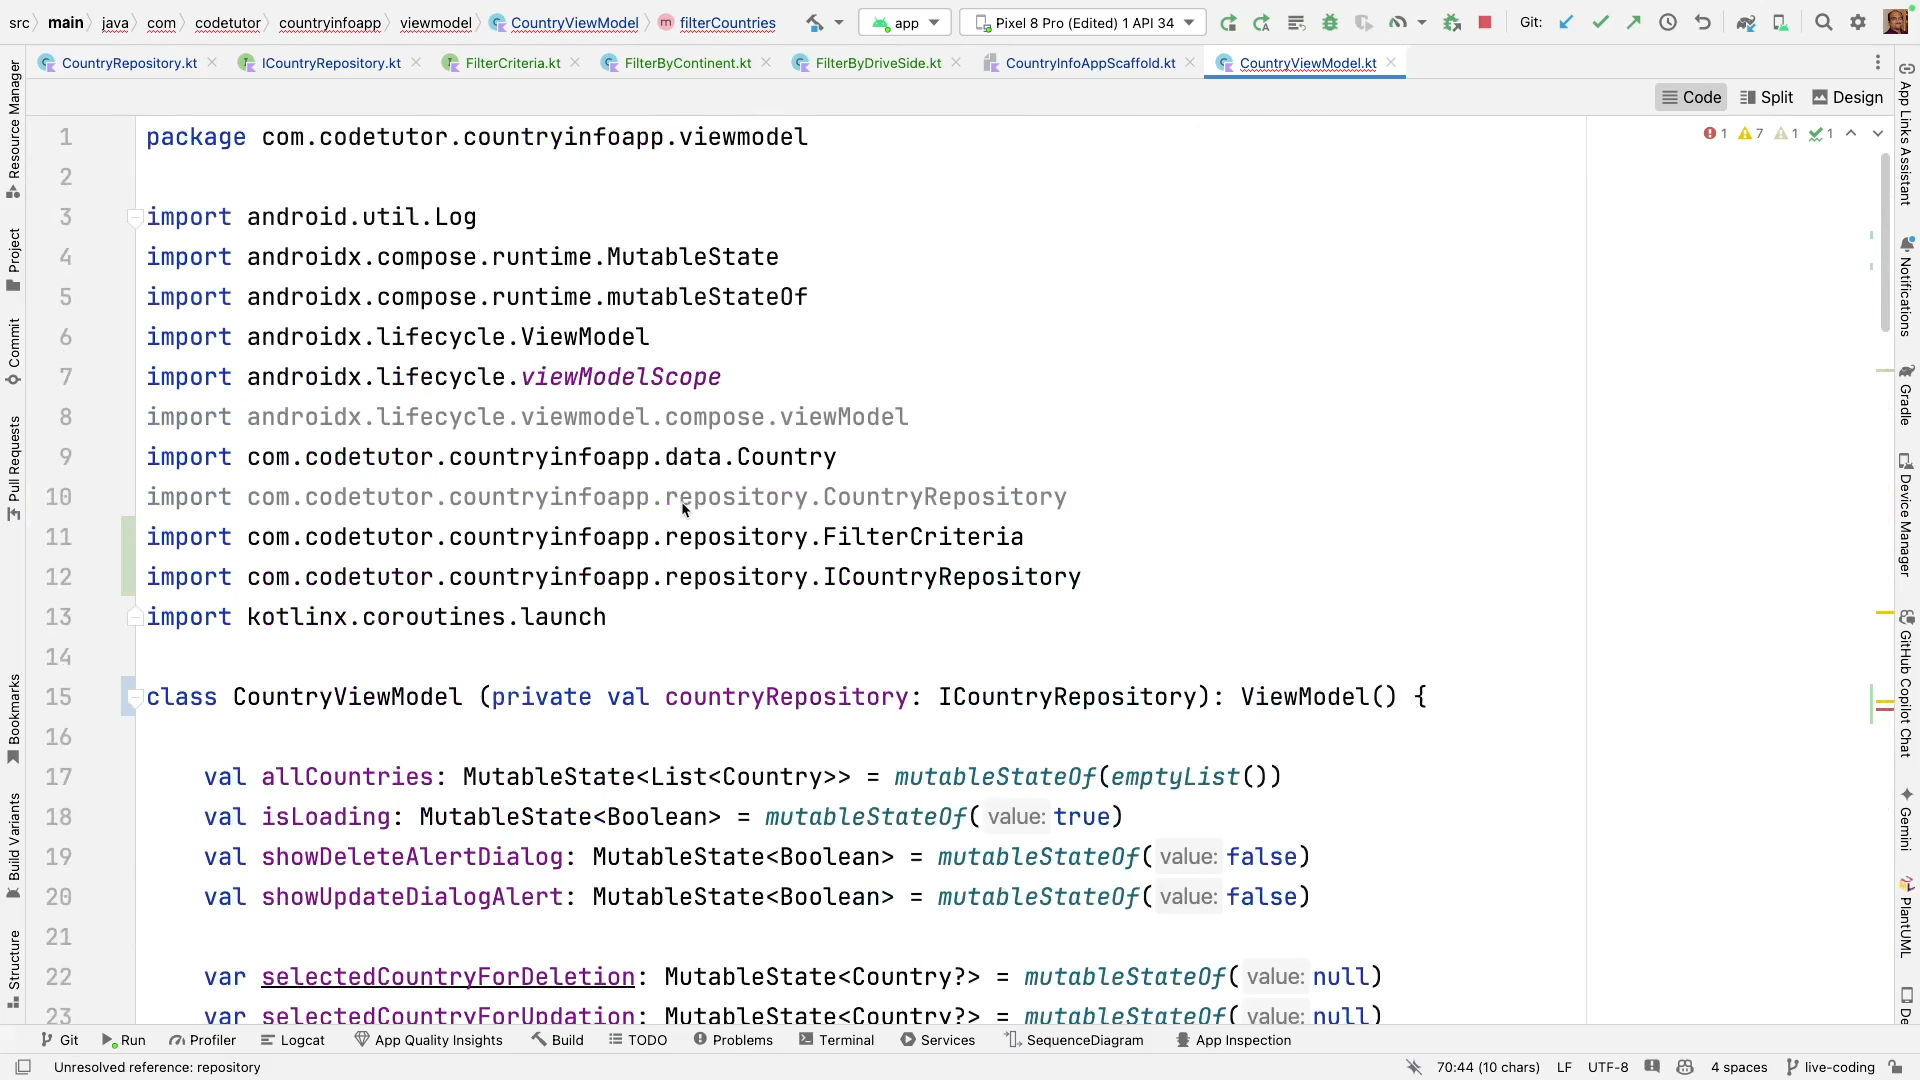 src main java com codetutor countryinfoapp viewmodel CountryViewModel filterCountries app Pixel 8 Pro (Edited) 1 API 34 Git:
CountryRepository.kt ICountryRepository.kt FilterCriteria.kt FilterByContinent.kt FilterByDriveSide.kt CountryInfoAppScaffold.kt CountryViewModel.kt
Code Split Design
1 7 1 1
1 package com.codetutor.countryinfoapp.viewmodel
2
3 import android.util.Log
4 import androidx.compose.runtime.MutableState
5 import androidx.compose.runtime.mutableStateOf
6 import androidx.lifecycle.ViewModel
7 import androidx.lifecycle.viewModelScope
8 import androidx.lifecycle.viewmodel.compose.viewModel
9 import com.codetutor.countryinfoapp.data.Country
10 import com.codetutor.countryinfoapp.repository.CountryRepository
11 import com.codetutor.countryinfoapp.repository.FilterCriteria
12 import com.codetutor.countryinfoapp.repository.ICountryRepository
13 import kotlinx.coroutines.launch
14
15 class CountryViewModel (private val countryRepository: ICountryRepository): ViewModel() {
16
17 val allCountries: MutableState<List<Country>> = mutableStateOf(emptyList())
18 val isLoading: MutableState<Boolean> = mutableStateOf( value: true)
19 val showDeleteAlertDialog: MutableState<Boolean> = mutableStateOf( value: false)
20 val showUpdateDialogAlert: MutableState<Boolean> = mutableStateOf( value: false)
21
22 var selectedCountryForDeletion: MutableState<Country?> = mutableStateOf( value: null)
23 var selectedCountryForUpdation: MutableState<Country?> = mutableStateOf( value: null)
Resource Manager
Project
Commit
Pull Requests
Bookmarks
Build Variants
Structure
App Links Assistant
Notifications
Gradle
Device Manager
GitHub Copilot Chat
Gemini
PlantUML
De
Git Run Profiler Logcat App Quality Insights Build TODO Problems Terminal Services SequenceDiagram App Inspection
Unresolved reference: repository 70:44 (10 chars) LF UTF-8 4 spaces live-coding